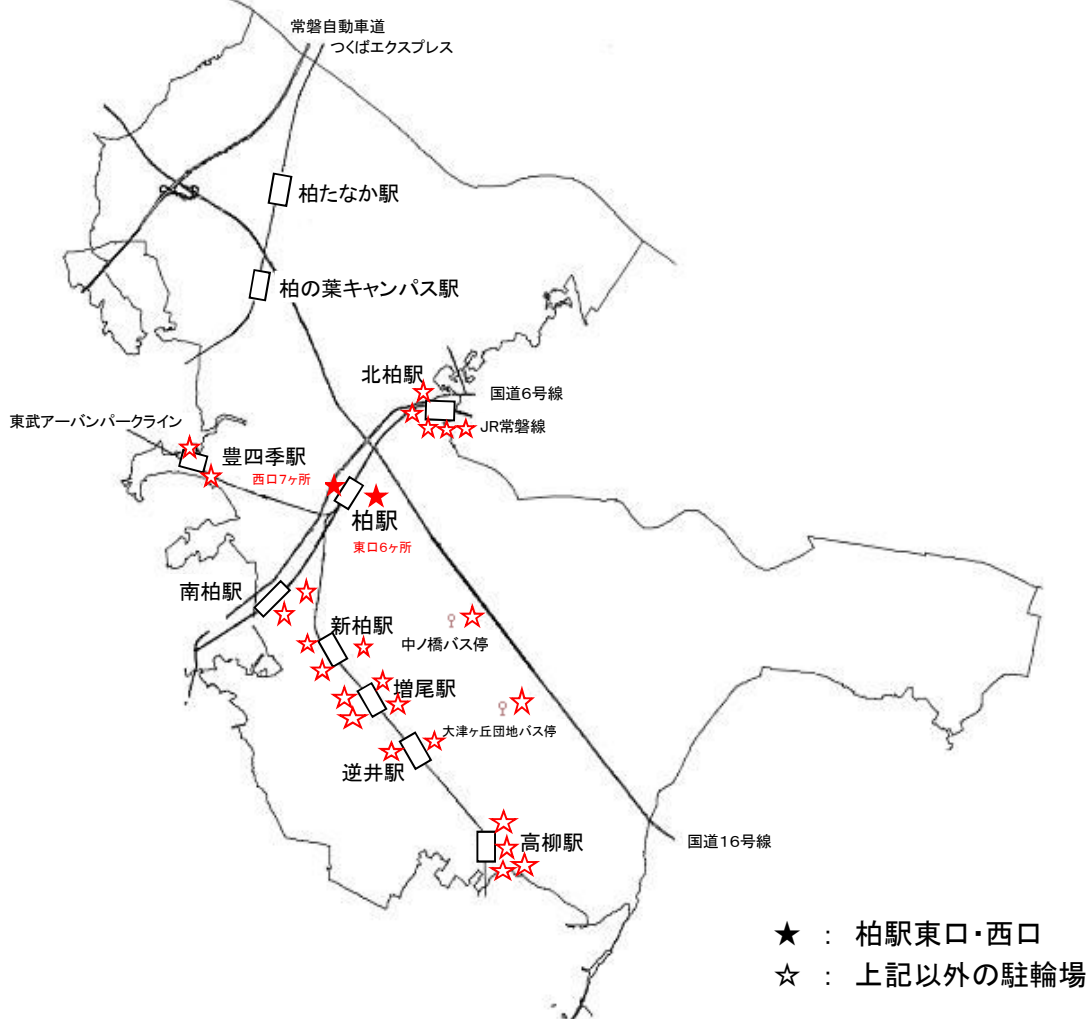 常磐自動車道
つくばエクスプレス
柏たなか駅
柏の葉キャンパス駅
北柏駅
国道6号線
東武アーバンパークライン
JR常磐線
豊四季駅
西口7ヶ所
柏駅
東口6ヶ所
南柏駅
新柏駅
中ノ橋バス停
増尾駅
大津ヶ丘団地バス停
逆井駅
高柳駅
国道16号線
★ : 柏駅東口・西口
☆ : 上記以外の駐輪場